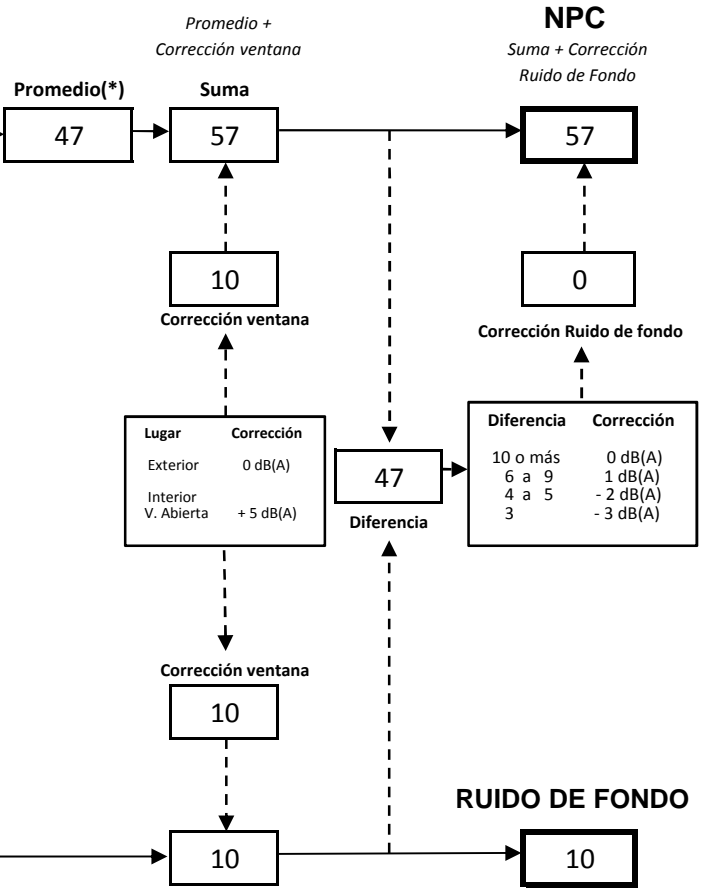 Promedio +
Corrección ventana
NPC
Suma + Corrección
Ruido de Fondo
Promedio(*)
Suma
47
57
57
10
0
Corrección ventana
Corrección Ruido de fondo
Lugar Corrección
Exterior 0 dB(A)
Interior
V. Abierta + 5 dB(A)
47
Diferencia
Diferencia Corrección
10 o más 0 dB(A)
6 a 9 1 dB(A)
4 a 5 - 2 dB(A)
3 - 3 dB(A)
Corrección ventana
10
RUIDO DE FONDO
10
10